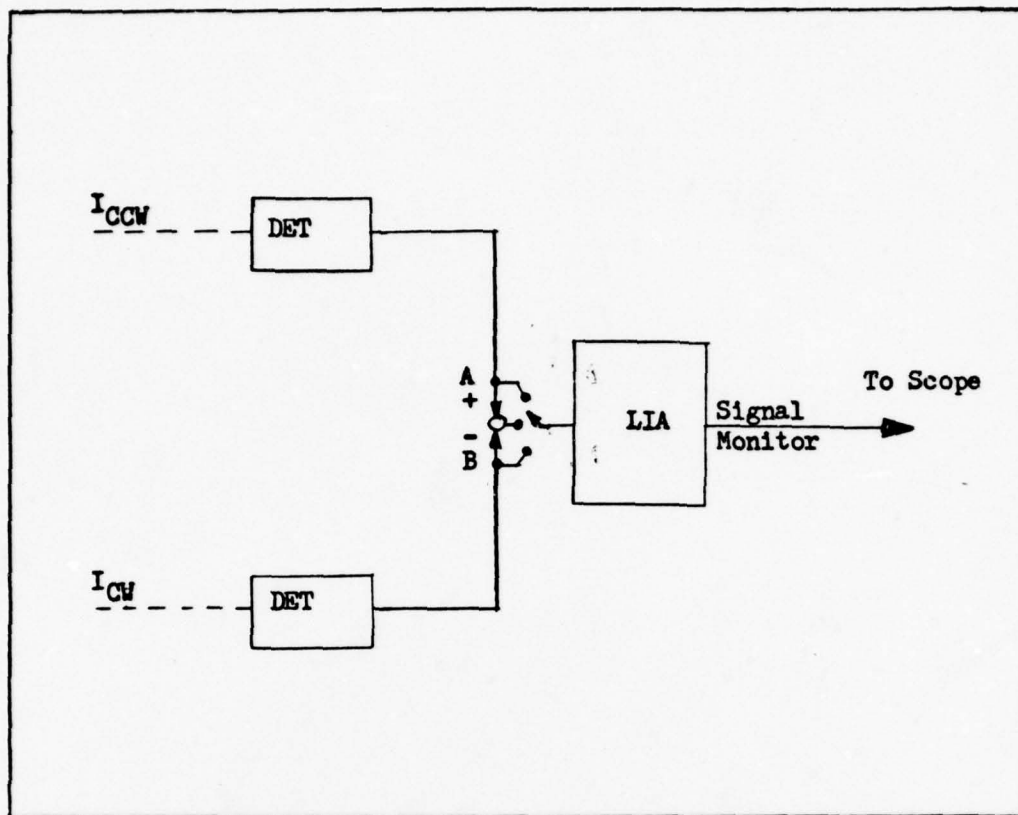 I_CCW
DET
A
+
-
B
LIA
Signal
Monitor
To Scope
I_CW
DET